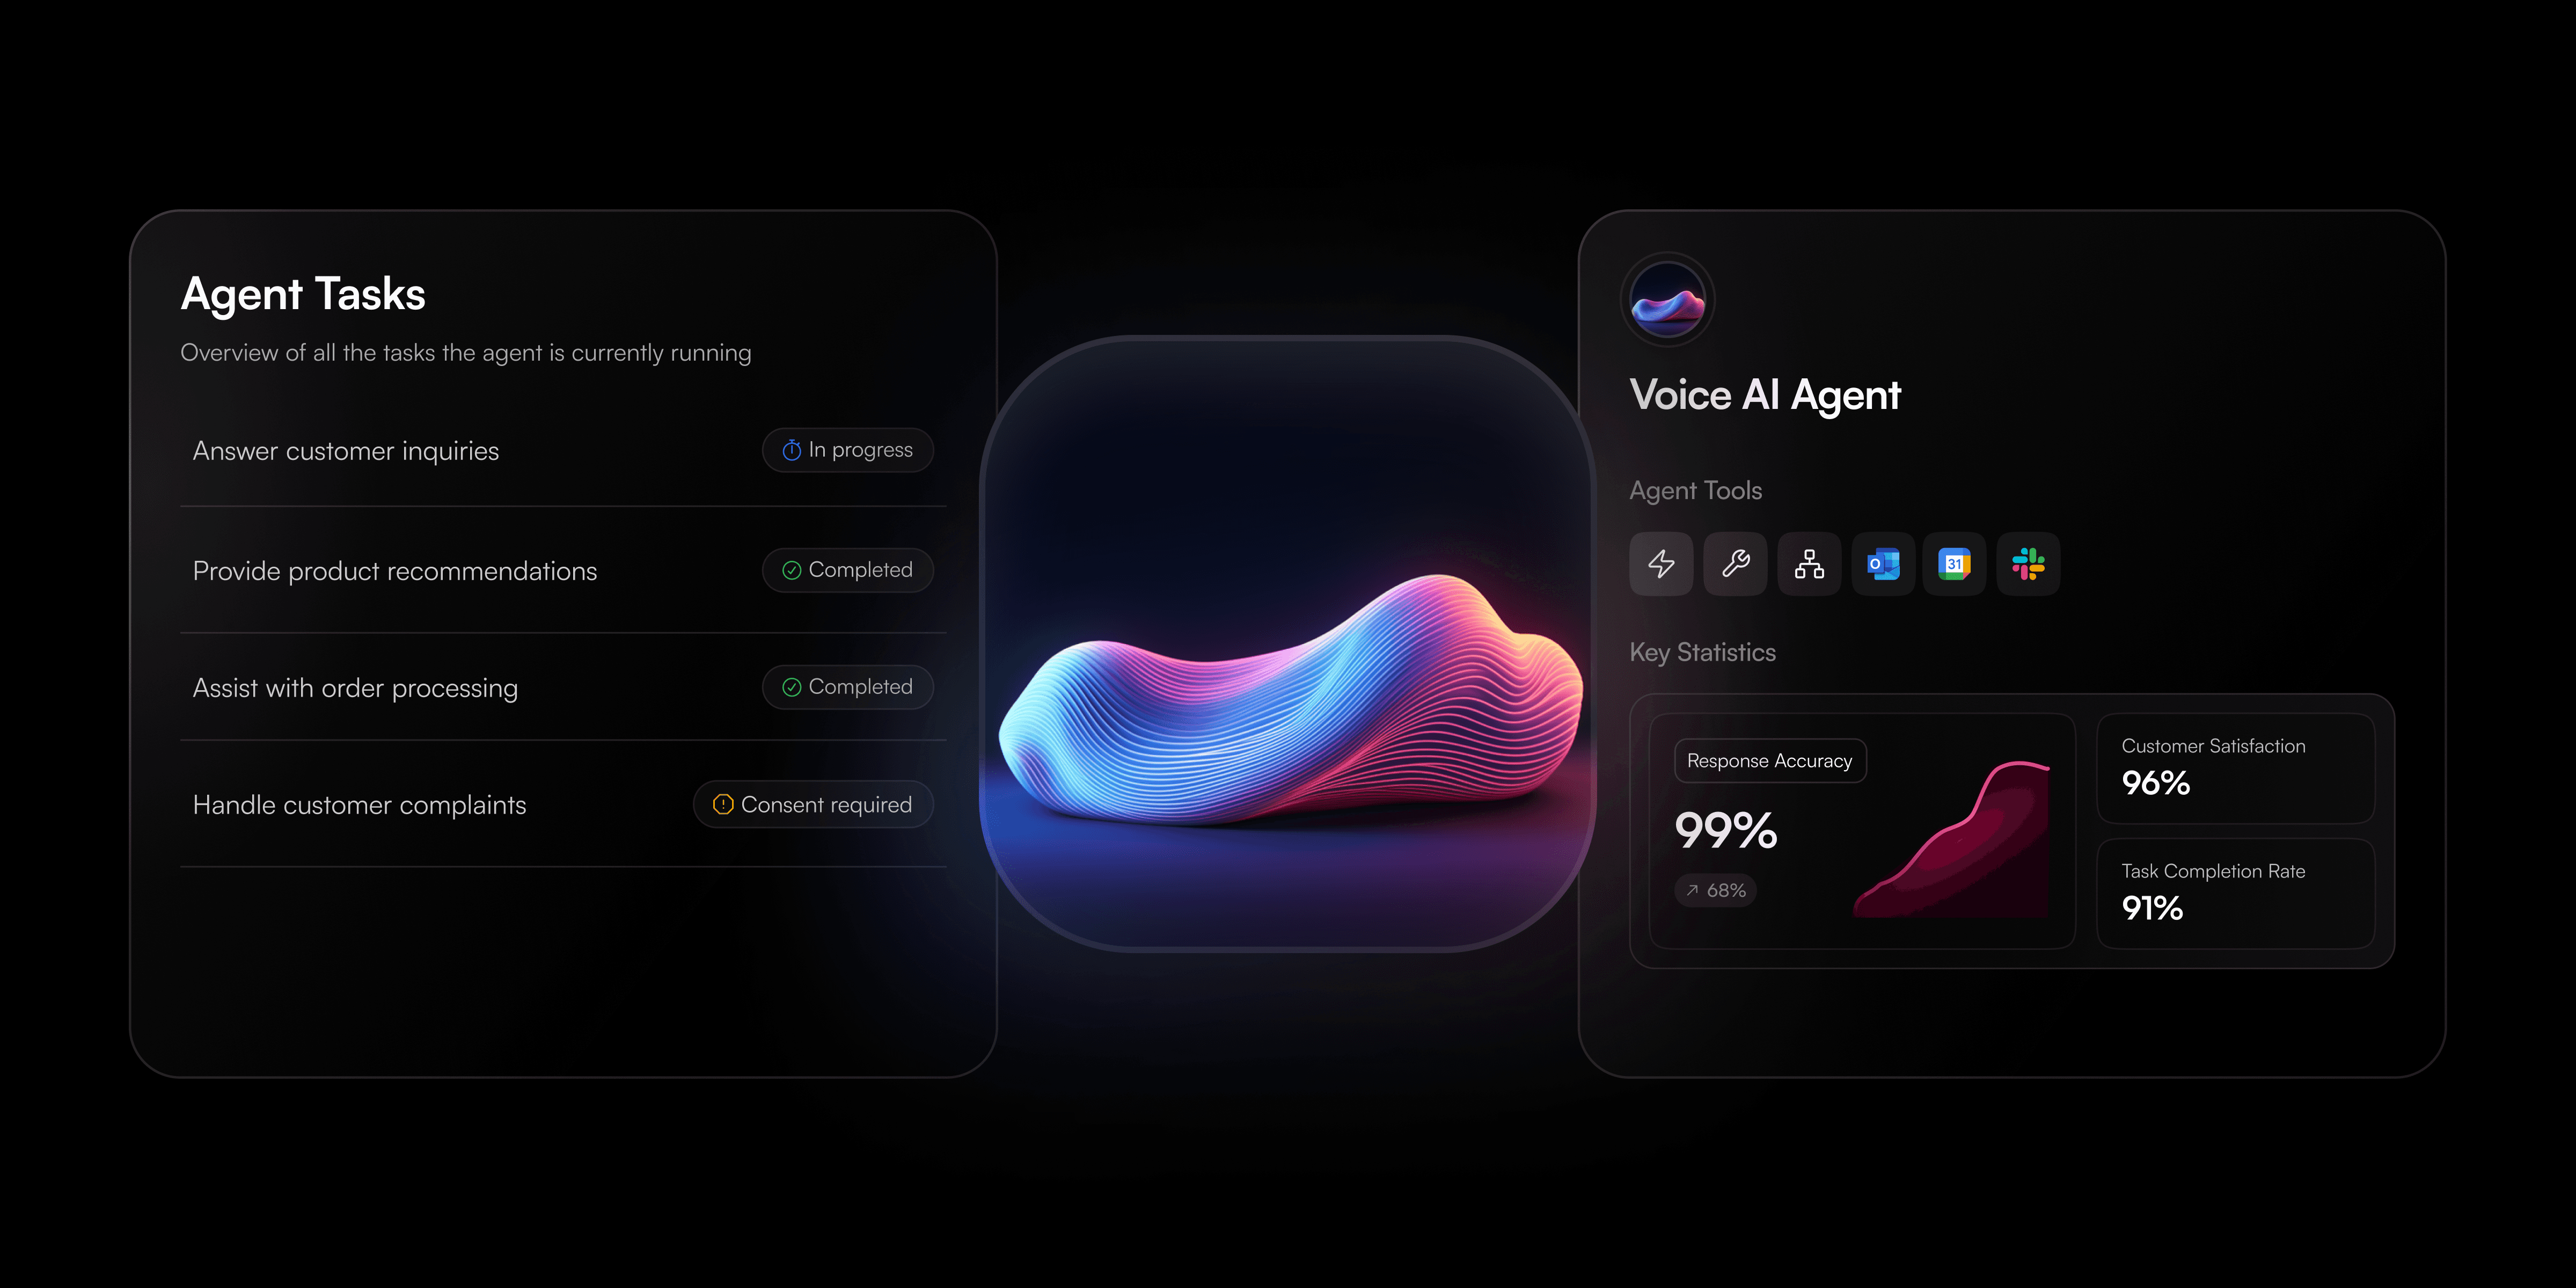 Agent Tasks
Overview of all the tasks the agent is currently running
Answer customer inquiries
In progress
Provide product recommendations
Completed
Assist with order processing
Completed
Handle customer complaints
Consent required
Voice AI Agent
Agent Tools
O
31
Key Statistics
Response Accuracy
99%
68%
Customer Satisfaction
96%
Task Completion Rate
91%